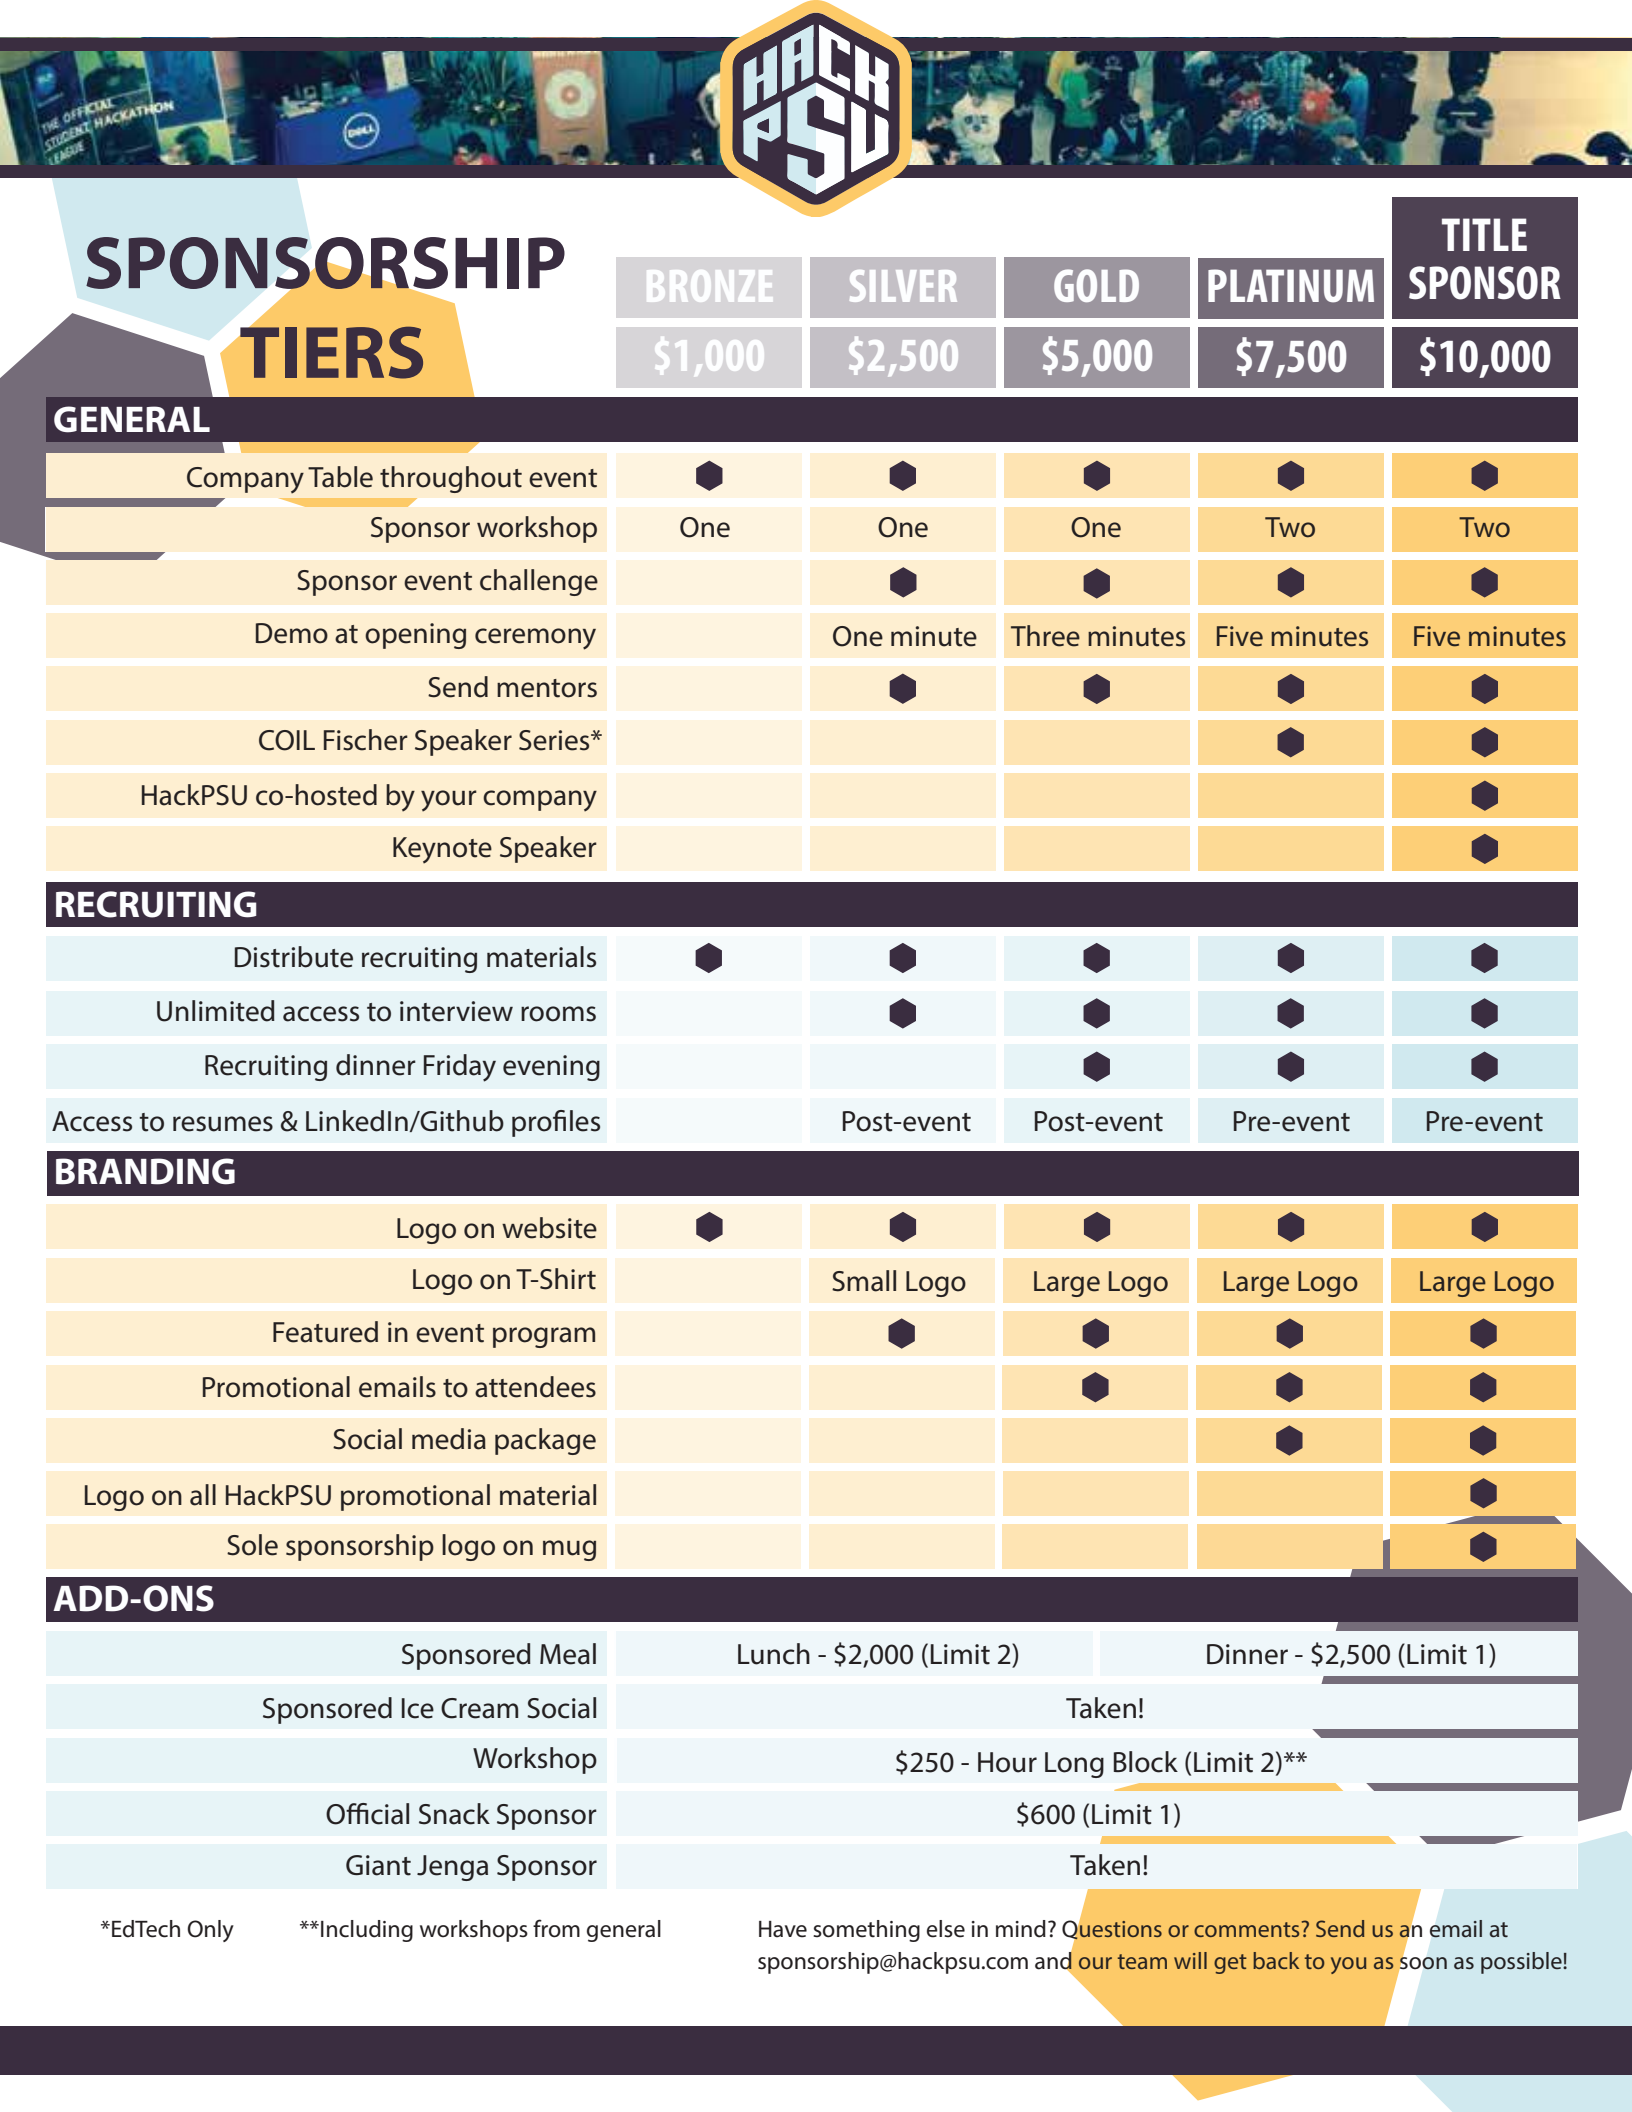 THE OFFICIAL
STUDENT HACKATHON
LEAGUE
DELL
HACK
PSU
SPONSORSHIP
TIERS
BRONZE SILVER GOLD PLATINUM TITLE SPONSOR
$1,000 $2,500 $5,000 $7,500 $10,000
GENERAL
Company Table throughout event
Sponsor workshop One One One Two Two
Sponsor event challenge
Demo at opening ceremony One minute Three minutes Five minutes Five minutes
Send mentors
COIL Fischer Speaker Series*
HackPSU co-hosted by your company
Keynote Speaker
RECRUITING
Distribute recruiting materials
Unlimited access to interview rooms
Recruiting dinner Friday evening
Access to resumes & LinkedIn/Github profiles Post-event Post-event Pre-event Pre-event
BRANDING
Logo on website
Logo on T-Shirt Small Logo Large Logo Large Logo Large Logo
Featured in event program
Promotional emails to attendees
Social media package
Logo on all HackPSU promotional material
Sole sponsorship logo on mug
ADD-ONS
Sponsored Meal Lunch - $2,000 (Limit 2) Dinner - $2,500 (Limit 1)
Sponsored Ice Cream Social Taken!
Workshop $250 - Hour Long Block (Limit 2)**
Official Snack Sponsor $600 (Limit 1)
Giant Jenga Sponsor Taken!
*EdTech Only **Including workshops from general
Have something else in mind? Questions or comments? Send us an email at
sponsorship@hackpsu.com and our team will get back to you as soon as possible!